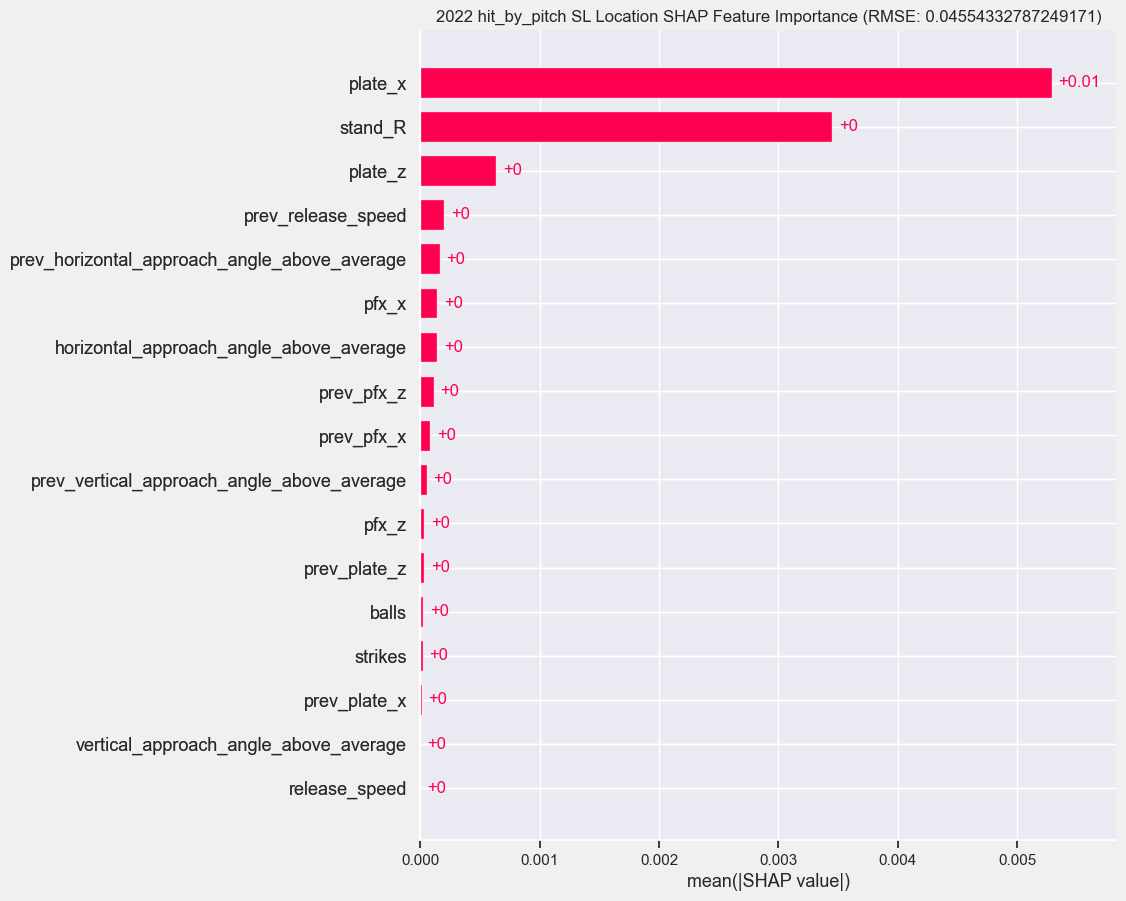 2022 hit_by_pitch SL Location SHAP Feature Importance (RMSE: 0.04554332787249171)
plate_x +0.01
stand_R +0
plate_z +0
prev_release_speed +0
prev_horizontal_approach_angle_above_average +0
pfx_x +0
horizontal_approach_angle_above_average +0
prev_pfx_z +0
prev_pfx_x +0
prev_vertical_approach_angle_above_average +0
pfx_z +0
prev_plate_z +0
balls +0
strikes +0
prev_plate_x +0
vertical_approach_angle_above_average +0
release_speed +0
0.000 0.001 0.002 0.003 0.004 0.005
mean(|SHAP value|)